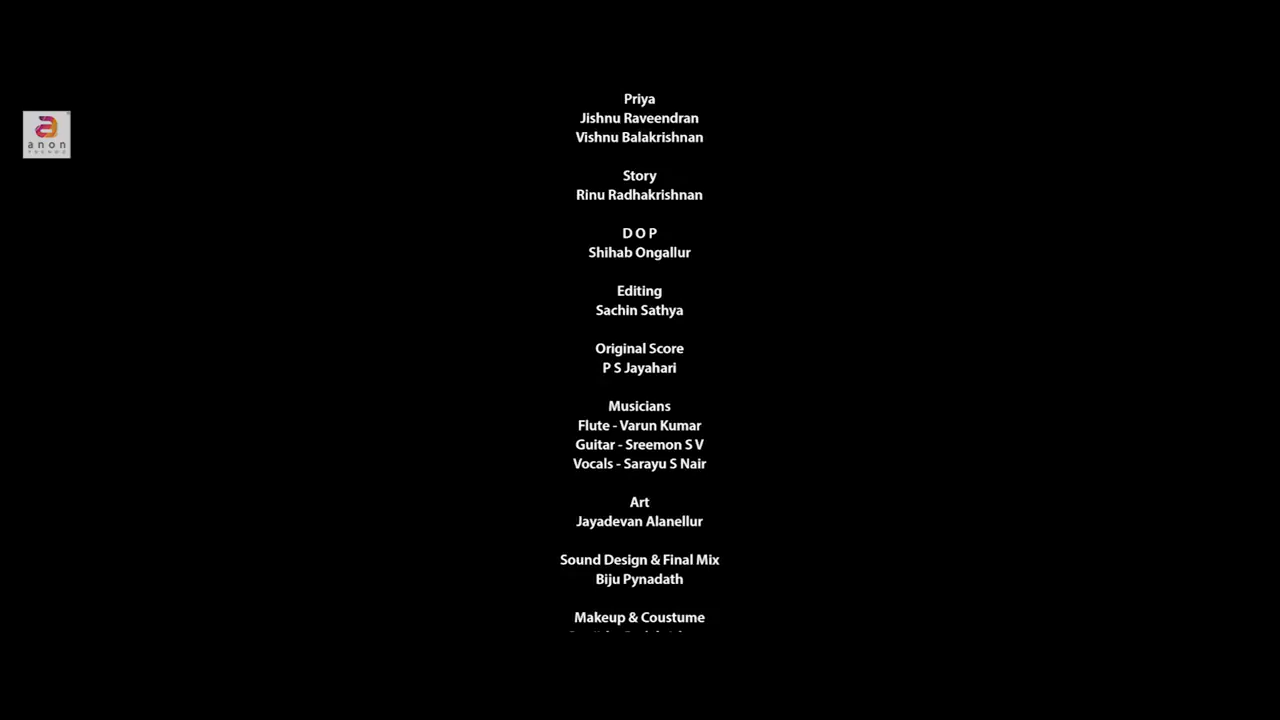 anon
Priya
Jishnu Raveendran
Vishnu Balakrishnan
Story
Rinu Radhakrishnan
D O P
Shihab Ongallur
Editing
Sachin Sathya
Original Score
P S Jayahari
Musicians
Flute - Varun Kumar
Guitar - Sreemon S V
Vocals - Sarayu S Nair
Art
Jayadevan Alanellur
Sound Design & Final Mix
Biju Pynadath
Makeup & Coustume